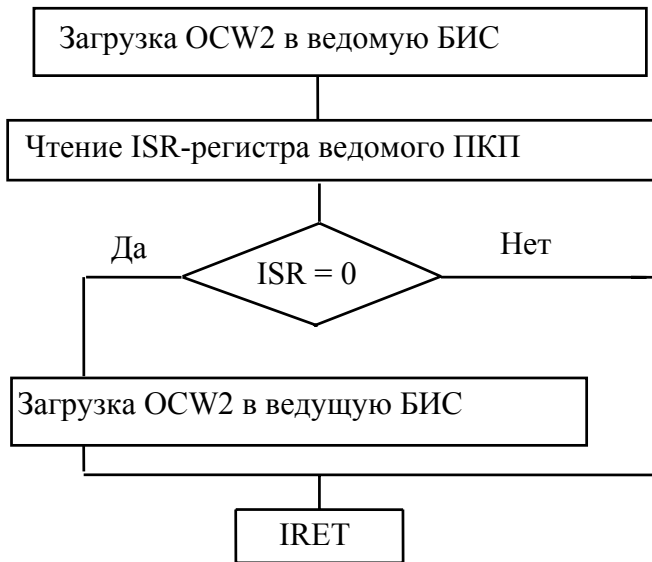 Загрузка OCW2 в ведомую БИС
Чтение ISR-регистра ведомого ПКП
Да
Нет
ISR = 0
Загрузка OCW2 в ведущую БИС
IRET